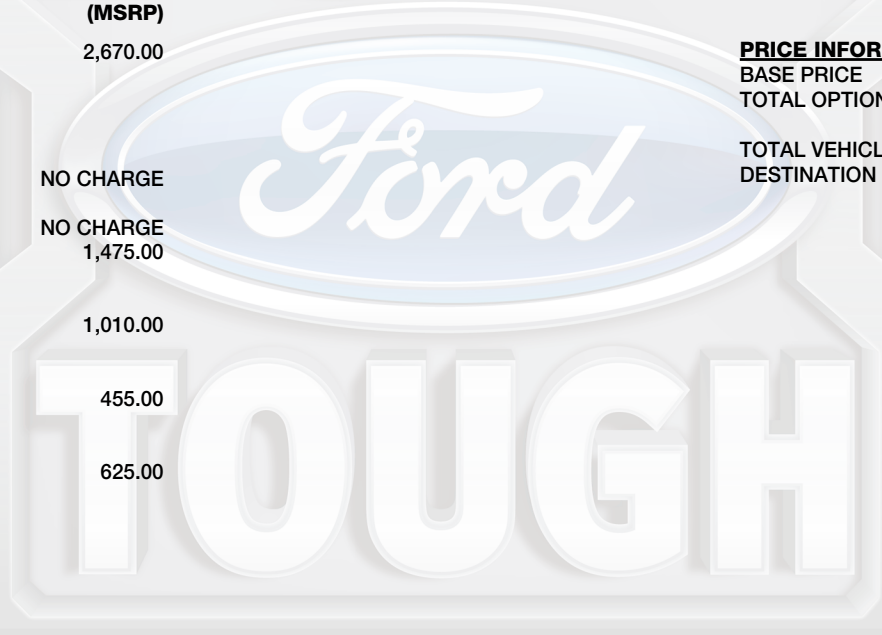 (MSRP)
2,670.00
NO CHARGE
NO CHARGE
1,475.00
1,010.00
455.00
625.00
PRICE INFOR
BASE PRICE
TOTAL OPTION
TOTAL VEHICL
DESTINATION
Ford
TOUGH